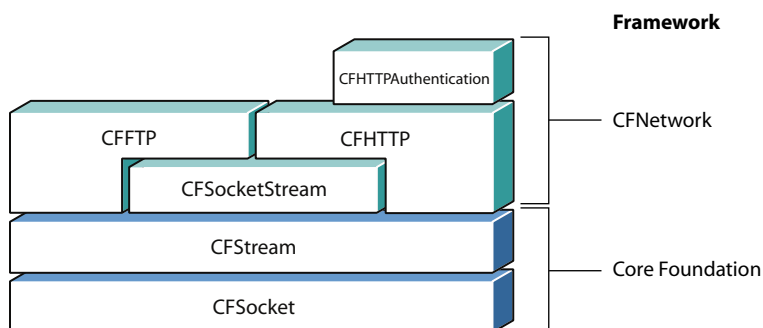 Framework
CFHTTPAuthentication
CFFTP
CFHTTP
CFNetwork
CFSocketStream
CFStream
Core Foundation
CFSocket